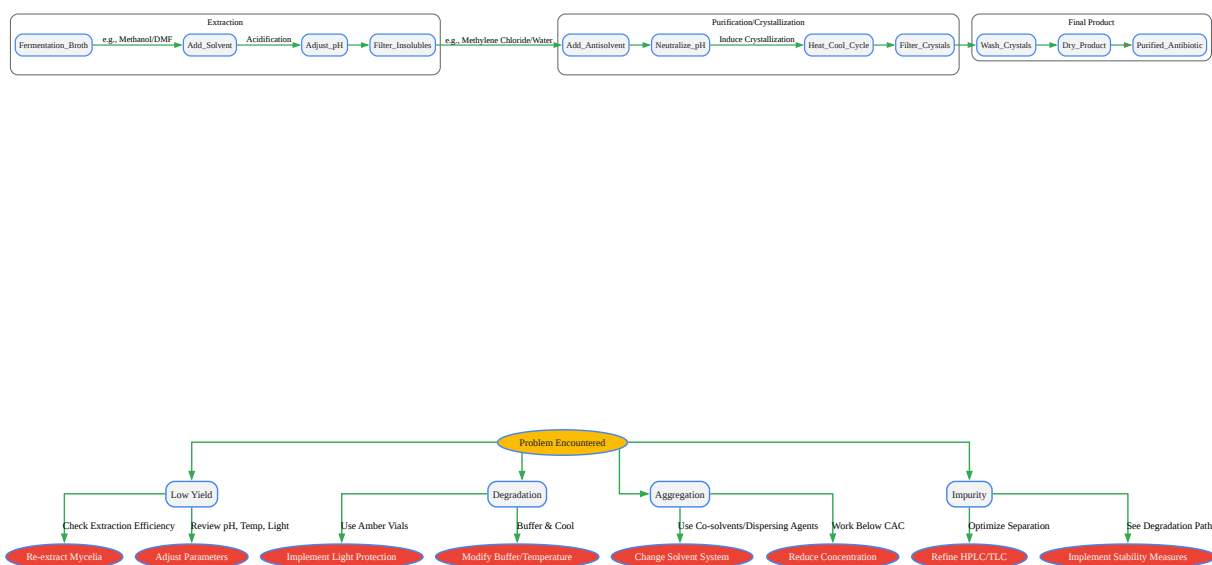 Extraction
Purification/Crystallization
Final Product
Fermentation_Broth
e.g., Methanol/DMF
Add_Solvent
Acidification
Adjust_pH
Filter_Insolubles
e.g., Methylene Chloride/Water
Add_Antisolvent
Neutralize_pH
Induce Crystallization
Heat_Cool_Cycle
Filter_Crystals
Wash_Crystals
Dry_Product
Purified_Antibiotic
Problem Encountered
Low Yield
Degradation
Aggregation
Impurity
Check Extraction Efficiency
Review pH, Temp, Light
Use Amber Vials
Buffer & Cool
Use Co-solvents/Dispersing Agents
Work Below CAC
Optimize Separation
See Degradation Path
Re-extract Mycelia
Adjust Parameters
Implement Light Protection
Modify Buffer/Temperature
Change Solvent System
Reduce Concentration
Refine HPLC/TLC
Implement Stability Measures